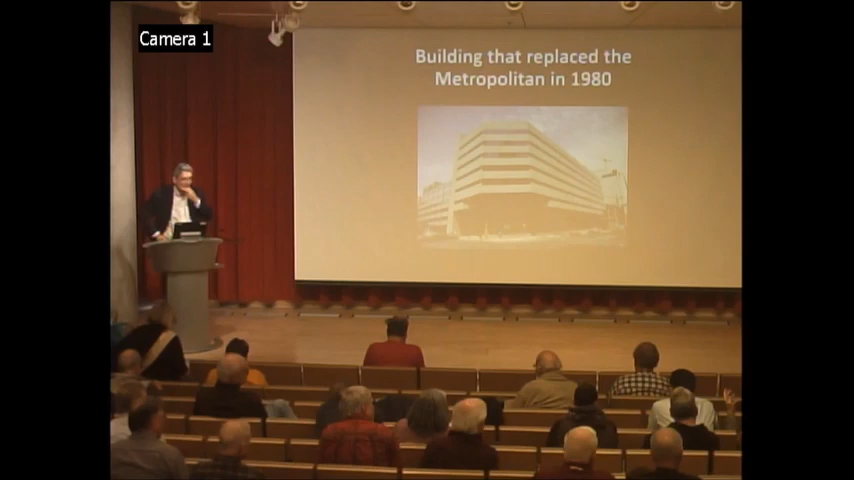 Camera 1
Building that replaced the
Metropolitan in 1980